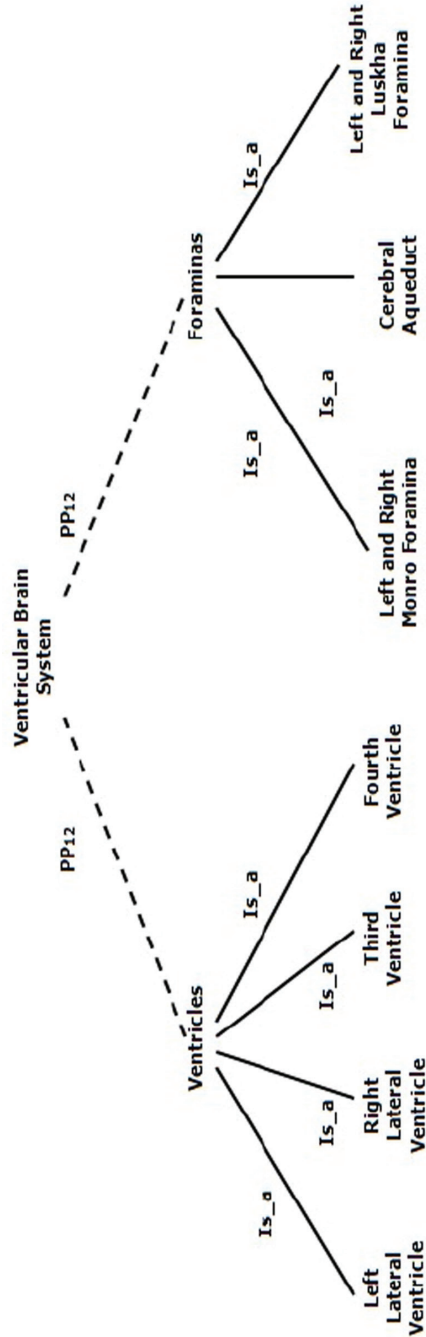 Ventricular Brain
System
PP12
PP12
Ventricles
Foraminas
Is_a
Is_a
Is_a
Is_a
Is_a
Is_a
Is_a
Left
Lateral
Ventricle
Right
Lateral
Ventricle
Third
Ventricle
Fourth
Ventricle
Left and Right
Monro Foramina
Cerebral
Aqueduct
Left and Right
Luskha
Foramina